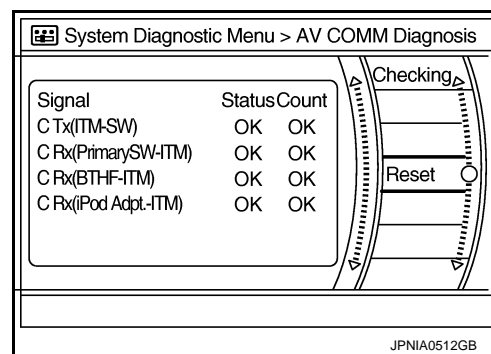 System Diagnostic Menu > AV COMM Diagnosis
Checking
Signal Status Count
C Tx(ITM-SW) OK OK
C Rx(PrimarySW-ITM) OK OK
C Rx(BTHF-ITM) OK OK
C Rx(iPod Adpt.-ITM) OK OK
Reset
JPNIA0512GB